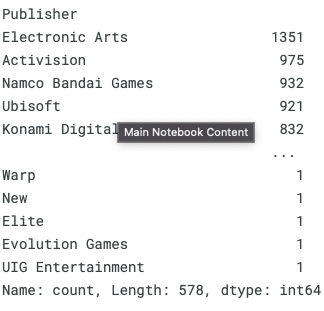 Publisher
Electronic Arts 1351
Activision 975
Namco Bandai Games 932
Ubisoft 921
Konami Digital 832
Main Notebook Content
...
Warp 1
New 1
Elite 1
Evolution Games 1
UIG Entertainment 1
Name: count, Length: 578, dtype: int64